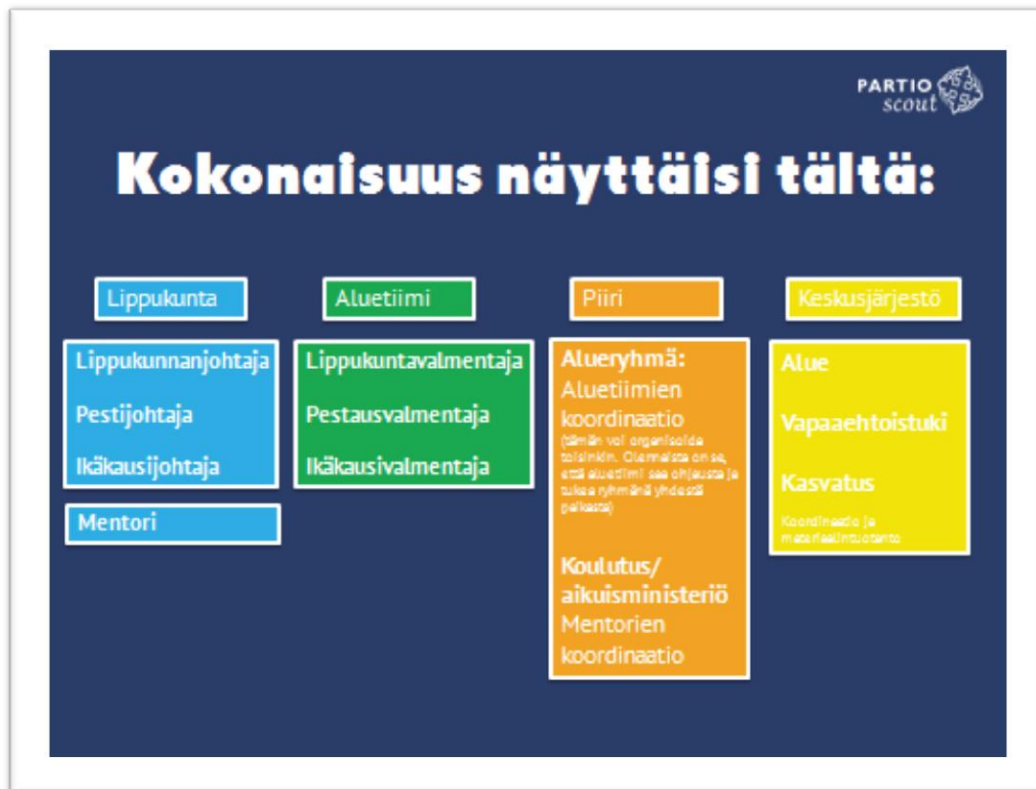 PARTIO
scout
Kokonaisuus näyttäisi tältä:
Lippukunta
Lippukunnanjohtaja
Pestijohtaja
Ikäkausijohtaja
Mentori
Aluetiimi
Lippukuntavalmentaja
Pestausvalmentaja
Ikäkausivalmentaja
Piiri
Alueryhmä:
Aluetiimien
koordinaatio
(tämän voi organisoida
toisinkin. Olennaista on se,
että aluetiimi saa ohjausta ja
tukea ryhmänä yhdestä
paikasta)
Koulutus/
aikuisministeriö
Mentorien
koordinaatio
Keskusjärjestö
Alue
Vapaaehtoistuki
Kasvatus
Koordinaatio ja
materiaalintuotanto